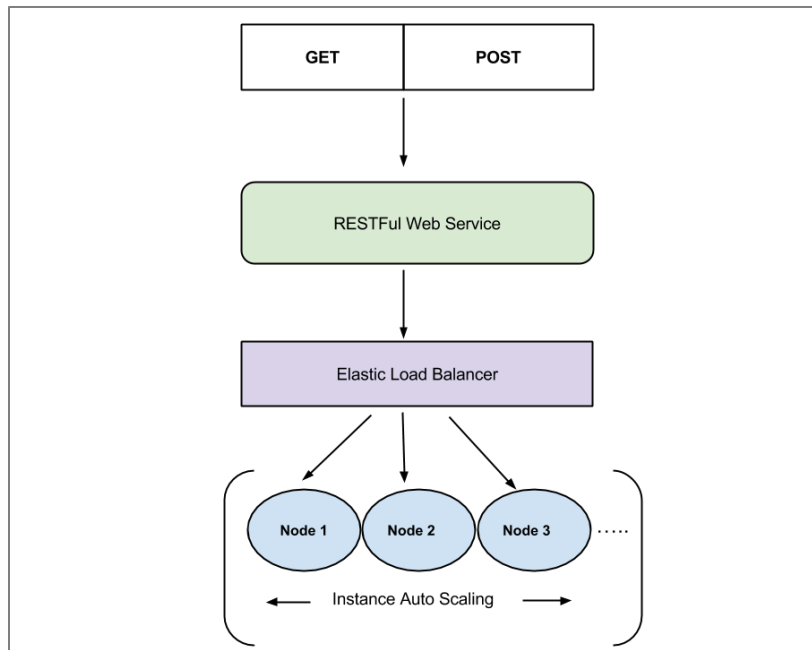 GET POST
RESTFul Web Service
Elastic Load Balancer
Node 1 Node 2 Node 3 .....
Instance Auto Scaling